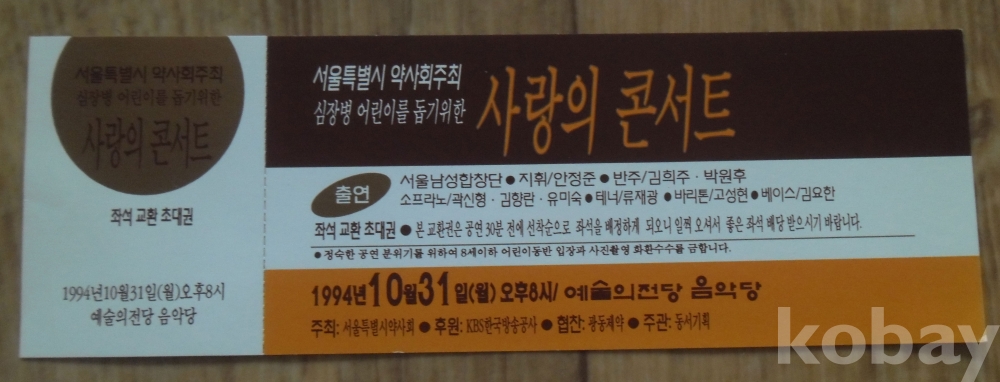 서울특별시 약사회주최
심장병 어린이를 돕기위한
사랑의 콘서트
좌석 교환 초대권
1994년10월31일(월)오후8시
예술의전당 음악당
서울특별시 약사회주최
심장병 어린이를 돕기위한
사랑의 콘서트
출연
서울남성합창단 ● 지휘/안정준 ● 반주/김희주 · 박원후
소프라노/곽신형 · 김향란 · 유미숙 ● 테너/류재광 ● 바리톤/고성현 ● 베이스/김요한
좌석 교환 초대권 ● 본 교환권은 공연 30분 전에 선착순으로 좌석을 배정하게 되오니 일찍 오셔서 좋은 좌석 배당 받으시기 바랍니다.
● 정숙한 공연 분위기를 위하여 8세이하 어린이동반 입장과 사진촬영 화환수수를 금합니다.
1994년10월31일(월) 오후8시/ 예술의전당 음악당
주최: 서울특별시약사회 ● 후원: KBS한국방송공사 ● 협찬: 광동제약 ● 주관: 동서기획
kobay